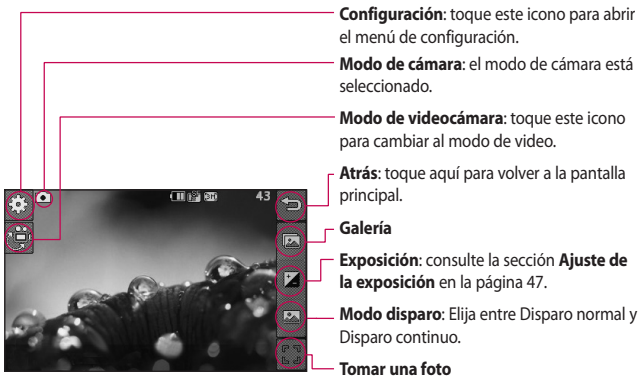 Configuración: toque este icono para abrir
el menú de configuración.
Modo de cámara: el modo de cámara está
seleccionado.
Modo de videocámara: toque este icono
para cambiar al modo de video.
Atrás: toque aquí para volver a la pantalla
principal.
43
Galería
Exposición: consulte la sección Ajuste de
la exposición en la página 47.
Modo disparo: Elija entre Disparo normal y
Disparo continuo.
Tomar una foto